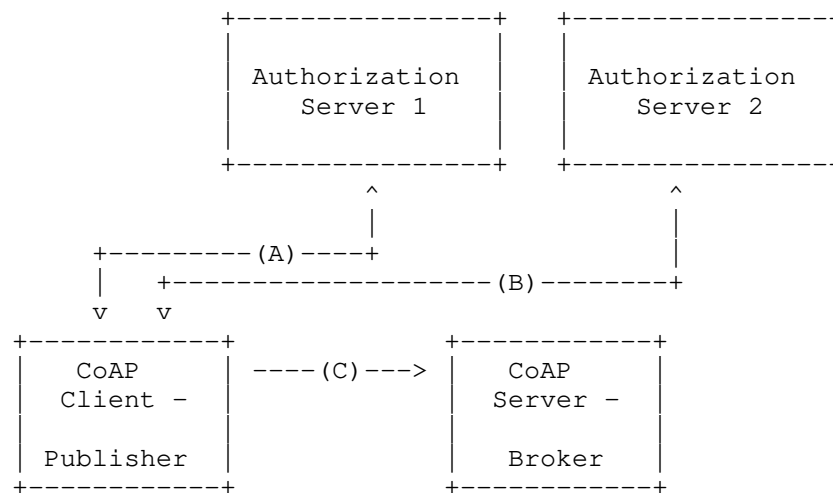 Authorization Authorization
Server 1 Server 2
(A)
(B)
CoAP ----(C)---> CoAP
Client - Server -
Publisher Broker